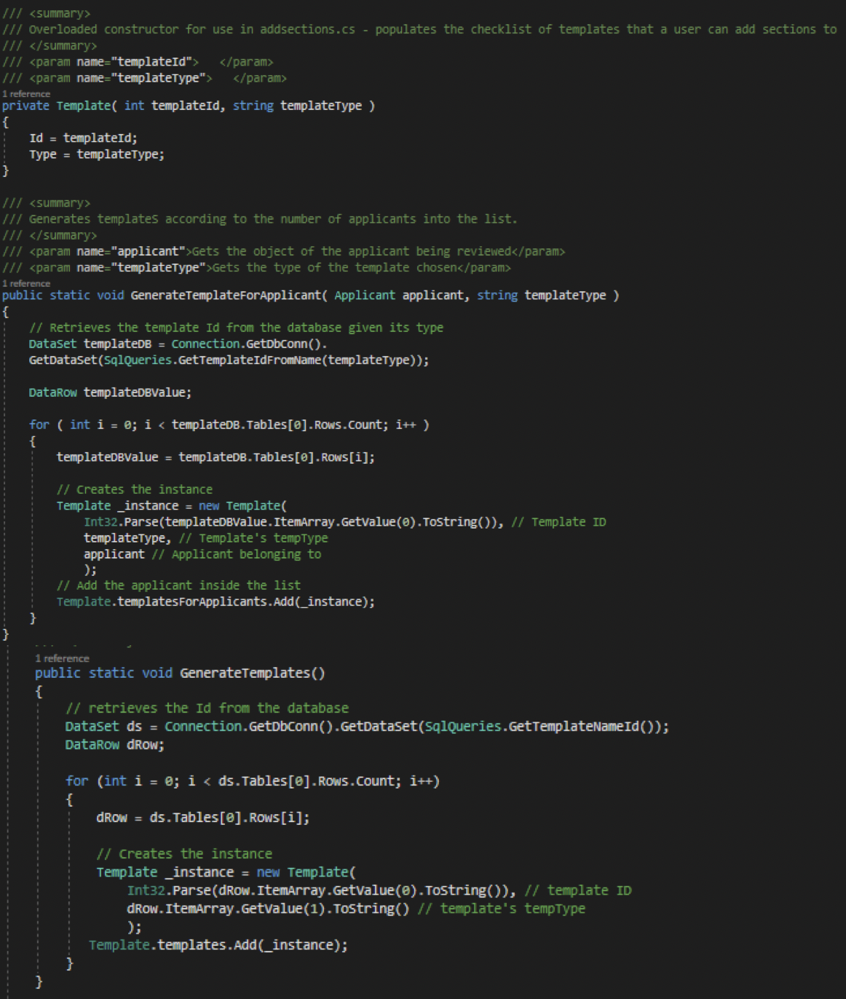 /// <summary>
/// Overloaded constructor for use in addsections.cs - populates the checklist of templates that a user can add sections to
/// </summary>
/// <param name="templateId">   </param>
/// <param name="templateType">   </param>
1 reference
private Template( int templateId, string templateType )
{
    Id = templateId;
    Type = templateType;
}

/// <summary>
/// Generates templateS according to the number of applicants into the list.
/// </summary>
/// <param name="applicant">Gets the object of the applicant being reviewed</param>
/// <param name="templateType">Gets the type of the template chosen</param>
1 reference
public static void GenerateTemplateForApplicant( Applicant applicant, string templateType )
{
    // Retrieves the template Id from the database given its type
    DataSet templateDB = Connection.GetDbConn().
    GetDataSet(SqlQueries.GetTemplateIdFromName(templateType));

    DataRow templateDBValue;

    for ( int i = 0; i < templateDB.Tables[0].Rows.Count; i++ )
    {
        templateDBValue = templateDB.Tables[0].Rows[i];

        // Creates the instance
        Template _instance = new Template(
            Int32.Parse(templateDBValue.ItemArray.GetValue(0).ToString()), // Template ID
            templateType, // Template's tempType
            applicant // Applicant belonging to
            );
        // Add the applicant inside the list
        Template.templatesForApplicants.Add(_instance);
    }
}
1 reference
public static void GenerateTemplates()
{
    // retrieves the Id from the database
    DataSet ds = Connection.GetDbConn().GetDataSet(SqlQueries.GetTemplateNameId());
    DataRow dRow;

    for (int i = 0; i < ds.Tables[0].Rows.Count; i++)
    {
        dRow = ds.Tables[0].Rows[i];

        // Creates the instance
        Template _instance = new Template(
            Int32.Parse(dRow.ItemArray.GetValue(0).ToString()), // template ID
            dRow.ItemArray.GetValue(1).ToString() // template's tempType
            );
       Template.templates.Add(_instance);
    }
}